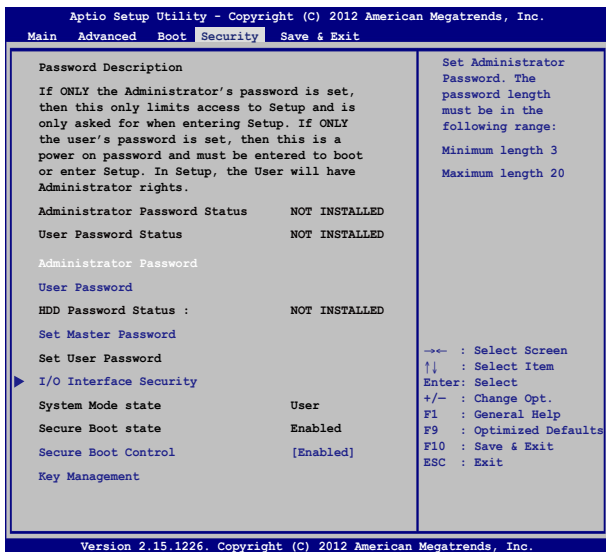 Aptio Setup Utility - Copyright (C) 2012 American Megatrends, Inc.
Main Advanced Boot Security Save & Exit
Password Description
If ONLY the Administrator's password is set,
then this only limits access to Setup and is
only asked for when entering Setup. If ONLY
the user's password is set, then this is a
power on password and must be entered to boot
or enter Setup. In Setup, the User will have
Administrator rights.
Administrator Password Status NOT INSTALLED
User Password Status NOT INSTALLED
Administrator Password
User Password
HDD Password Status : NOT INSTALLED
Set Master Password
Set User Password
I/O Interface Security
System Mode state User
Secure Boot state Enabled
Secure Boot Control [Enabled]
Key Management
Set Administrator
Password. The
password length
must be in the
following range:
Minimum length 3
Maximum length 20
→← : Select Screen
↑↓ : Select Item
Enter: Select
+/— : Change Opt.
F1 : General Help
F9 : Optimized Defaults
F10 : Save & Exit
ESC : Exit
Version 2.15.1226. Copyright (C) 2012 American Megatrends, Inc.